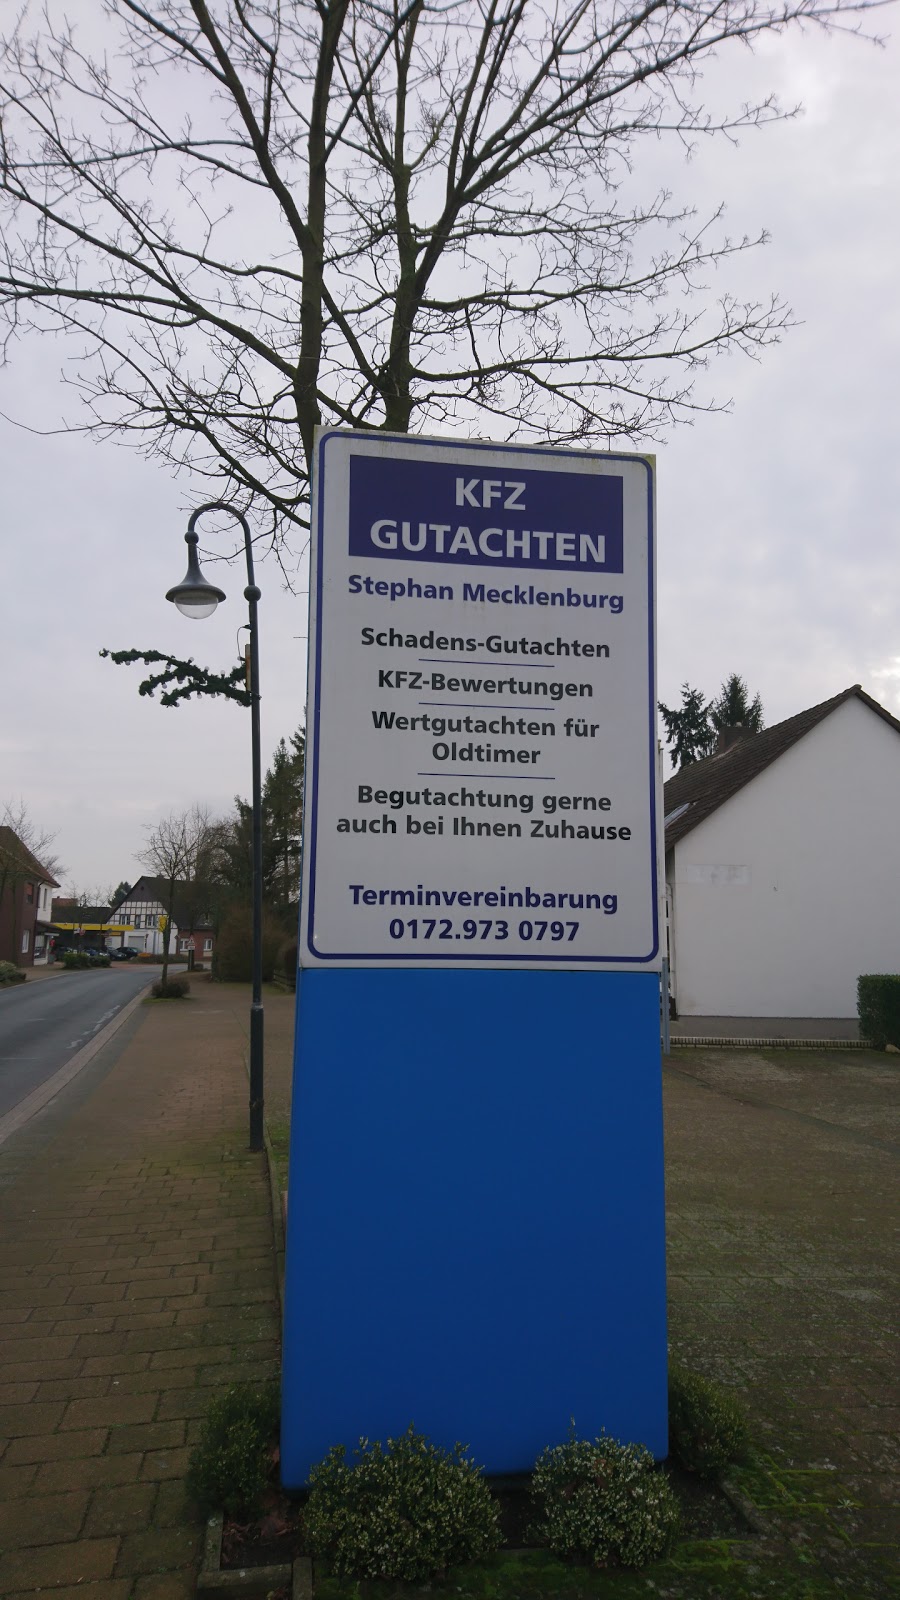 KFZ
GUTACHTEN
Stephan Mecklenburg
Schadens-Gutachten
KFZ-Bewertungen
Wertgutachten für
Oldtimer
Begutachtung gerne
auch bei Ihnen Zuhause
Terminvereinbarung
0172.973 0797